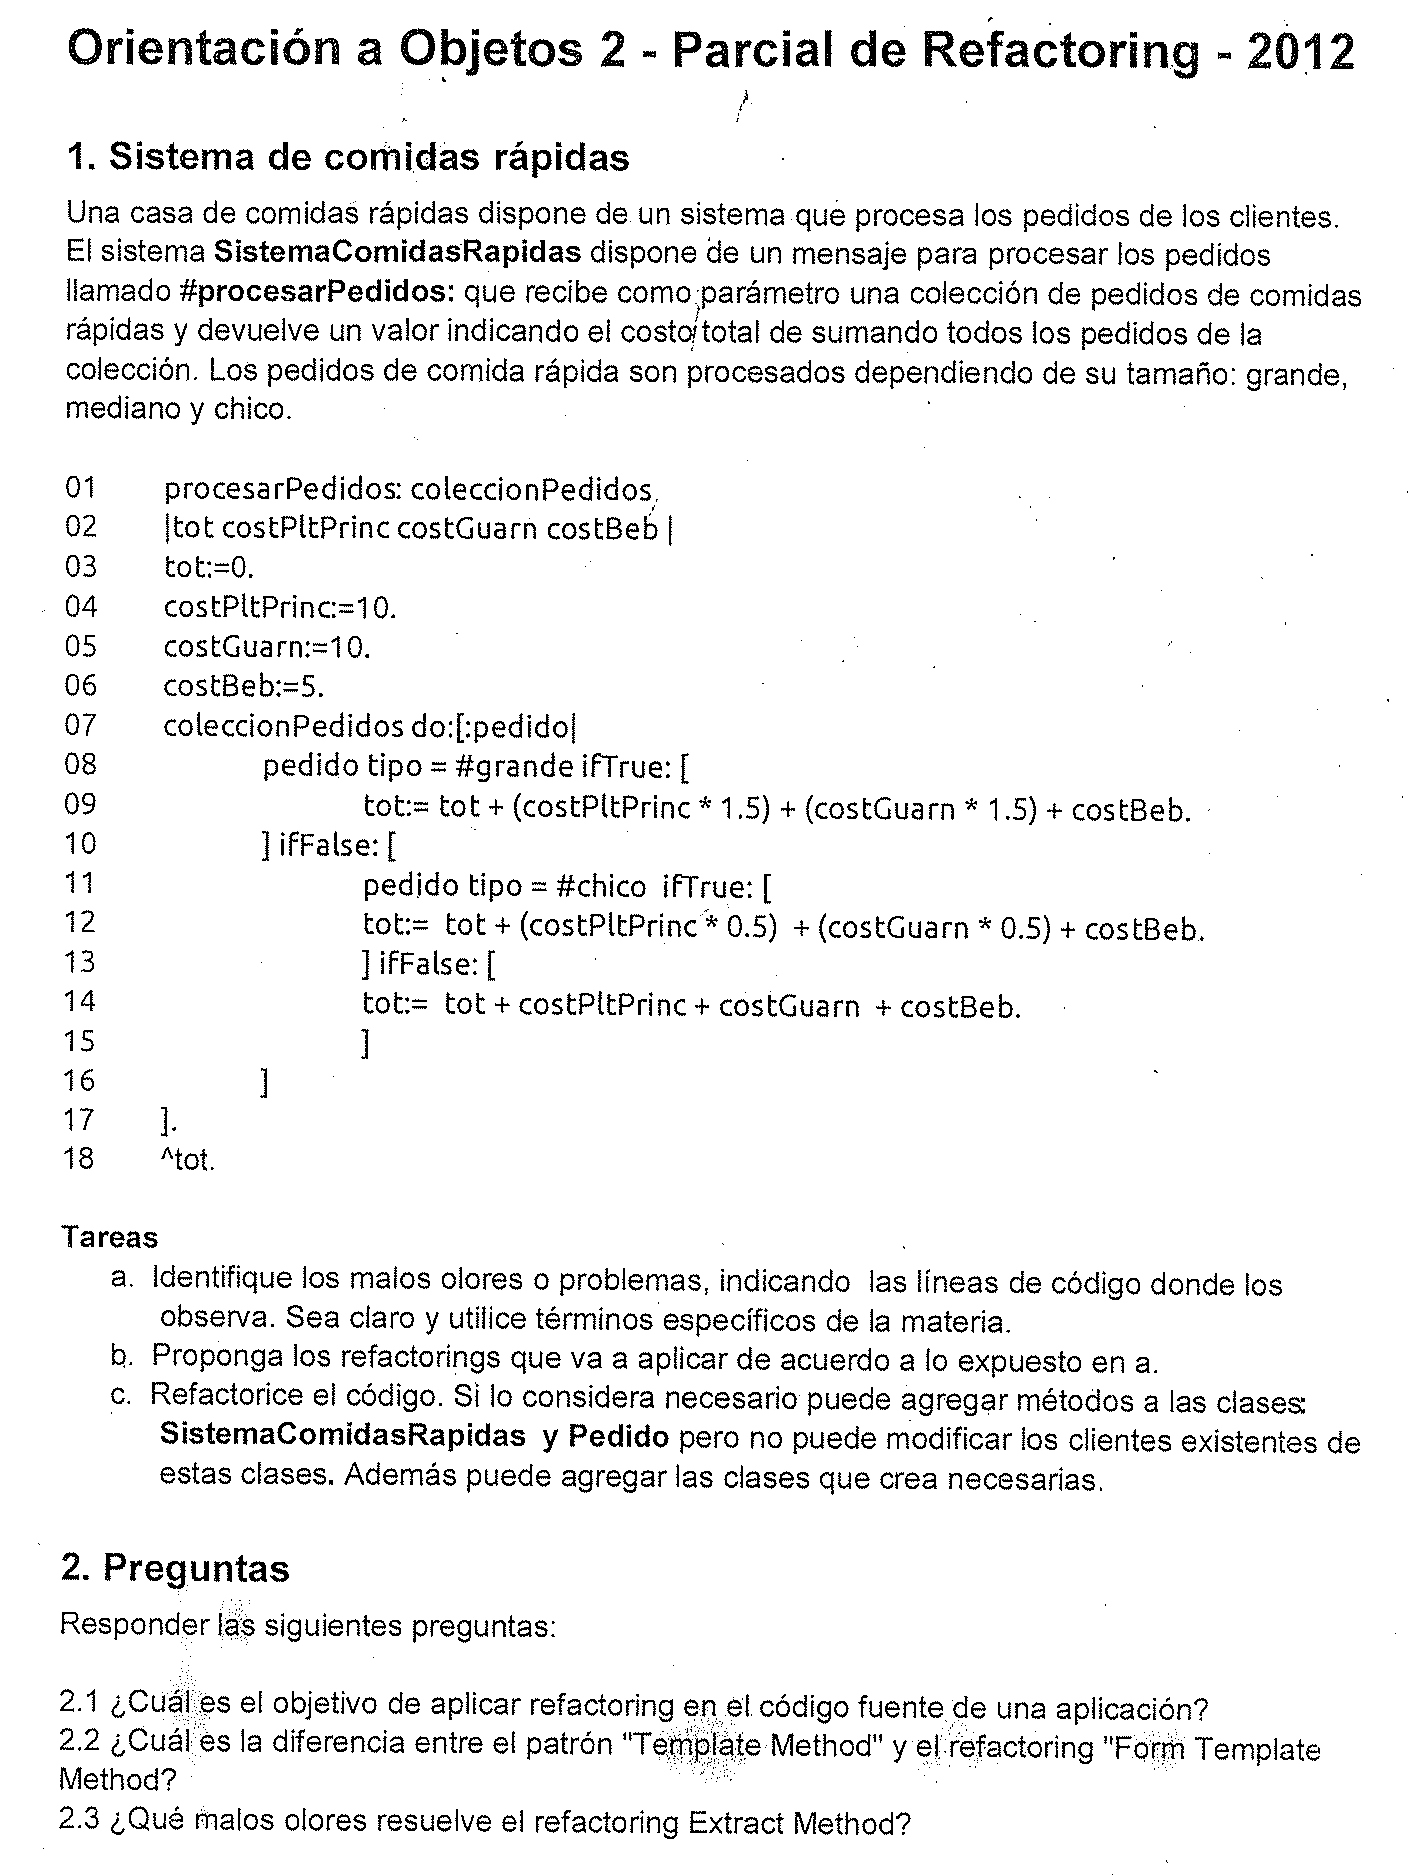 Orientación a Objetos 2 - Parcial de Refactoring - 2012
1. Sistema de comidas rápidas
Una casa de comidas rápidas dispone de un sistema que procesa los pedidos de los clientes.
El sistema SistemaComidasRapidas dispone de un mensaje para procesar los pedidos
llamado #procesarPedidos: que recibe como parámetro una colección de pedidos de comidas
rápidas y devuelve un valor indicando el costo total de sumando todos los pedidos de la
colección. Los pedidos de comida rápida son procesados dependiendo de su tamaño: grande,
mediano y chico.
01 procesarPedidos: coleccionPedidos
02 |tot costPltPrinc costGuarn costBeb |
03 tot:=0.
04 costPltPrinc:=10.
05 costGuarn:=10.
06 costBeb:=5.
07 coleccionPedidos do:[:pedido|
08 pedido tipo = #grande ifTrue: [
09 tot:= tot + (costPltPrinc * 1.5) + (costGuarn * 1.5) + costBeb.
10 ] ifFalse: [
11 pedido tipo = #chico ifTrue: [
12 tot:= tot + (costPltPrinc * 0.5) + (costGuarn * 0.5) + costBeb.
13 ] ifFalse: [
14 tot:= tot + costPltPrinc + costGuarn + costBeb.
15 ]
16 ]
17 ].
18 ^tot.
Tareas
a. Identifique los malos olores o problemas, indicando las líneas de código donde los
observa. Sea claro y utilice términos específicos de la materia.
b. Proponga los refactorings que va a aplicar de acuerdo a lo expuesto en a.
c. Refactorice el código. Si lo considera necesario puede agregar métodos a las clases:
SistemaComidasRapidas y Pedido pero no puede modificar los clientes existentes de
estas clases. Además puede agregar las clases que crea necesarias.
2. Preguntas
Responder las siguientes preguntas:
2.1 ¿Cuál es el objetivo de aplicar refactoring en el código fuente de una aplicación?
2.2 ¿Cuál es la diferencia entre el patrón "Template Method" y el refactoring "Form Template
Method?
2.3 ¿Qué malos olores resuelve el refactoring Extract Method?